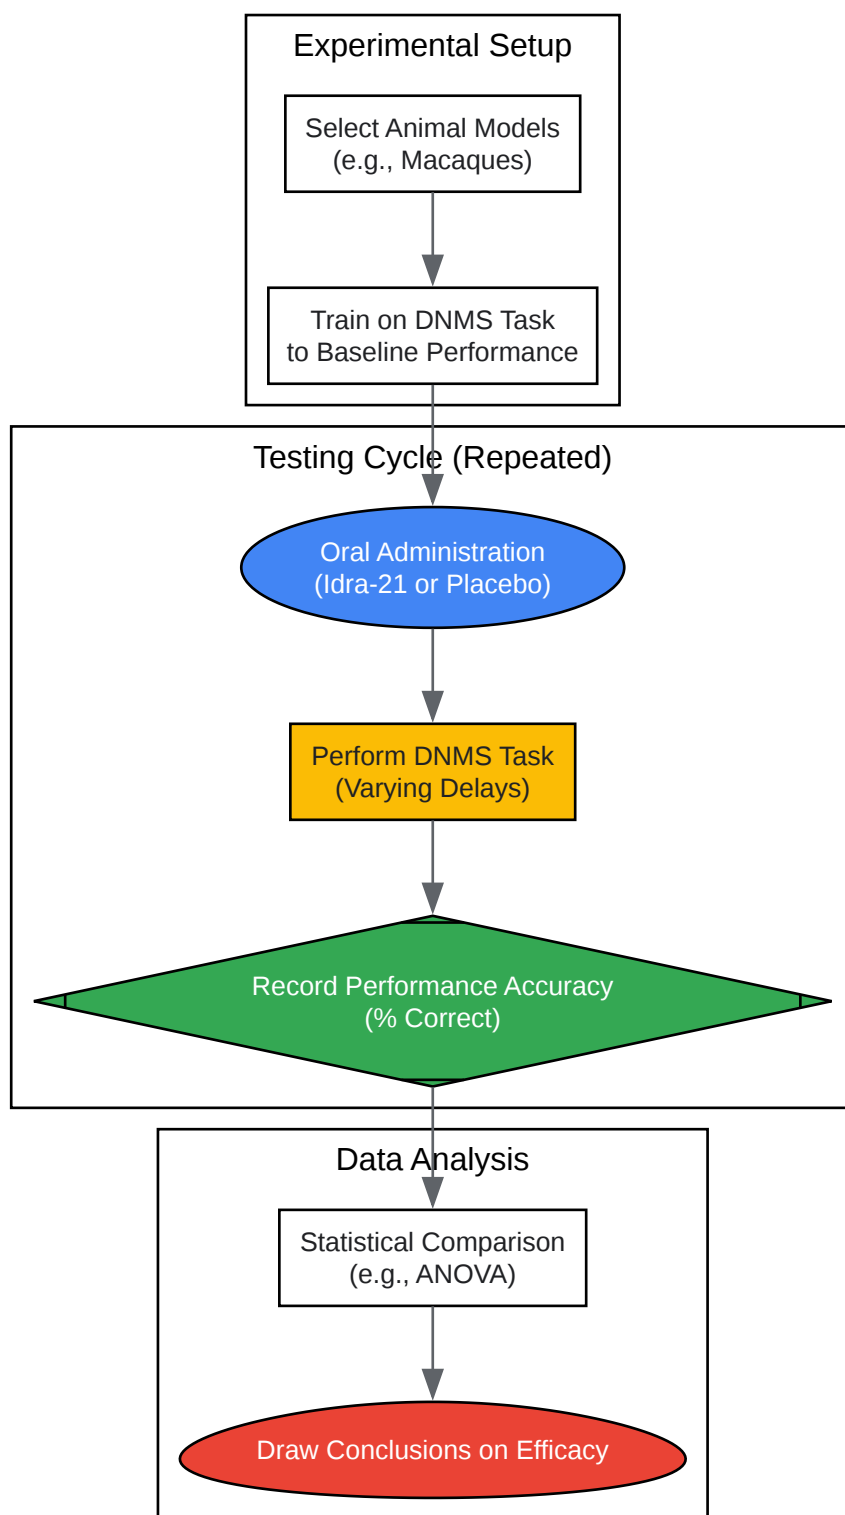 Experimental Setup
Select Animal Models
(e.g., Macaques)
Train on DNMS Task
to Baseline Performance
Testing Cycle (Repeated)
Oral Administration
(Idra-21 or Placebo)
Perform DNMS Task
(Varying Delays)
Record Performance Accuracy
(% Correct)
Data Analysis
Statistical Comparison
(e.g., ANOVA)
Draw Conclusions on Efficacy